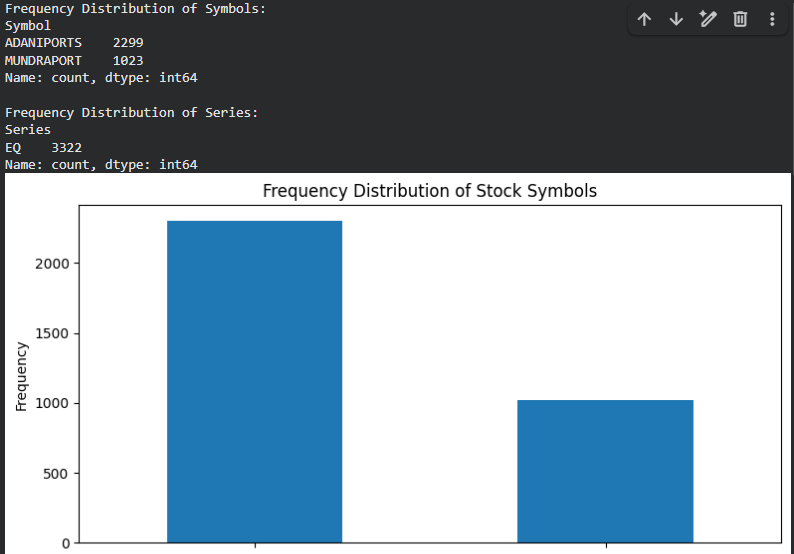 Frequency Distribution of Symbols:
Symbol
ADANIPORTS    2299
MUNDRAPORT    1023
Name: count, dtype: int64

Frequency Distribution of Series:
Series
EQ    3322
Name: count, dtype: int64
Frequency Distribution of Stock Symbols
2000
1500
Frequency
1000
500
0